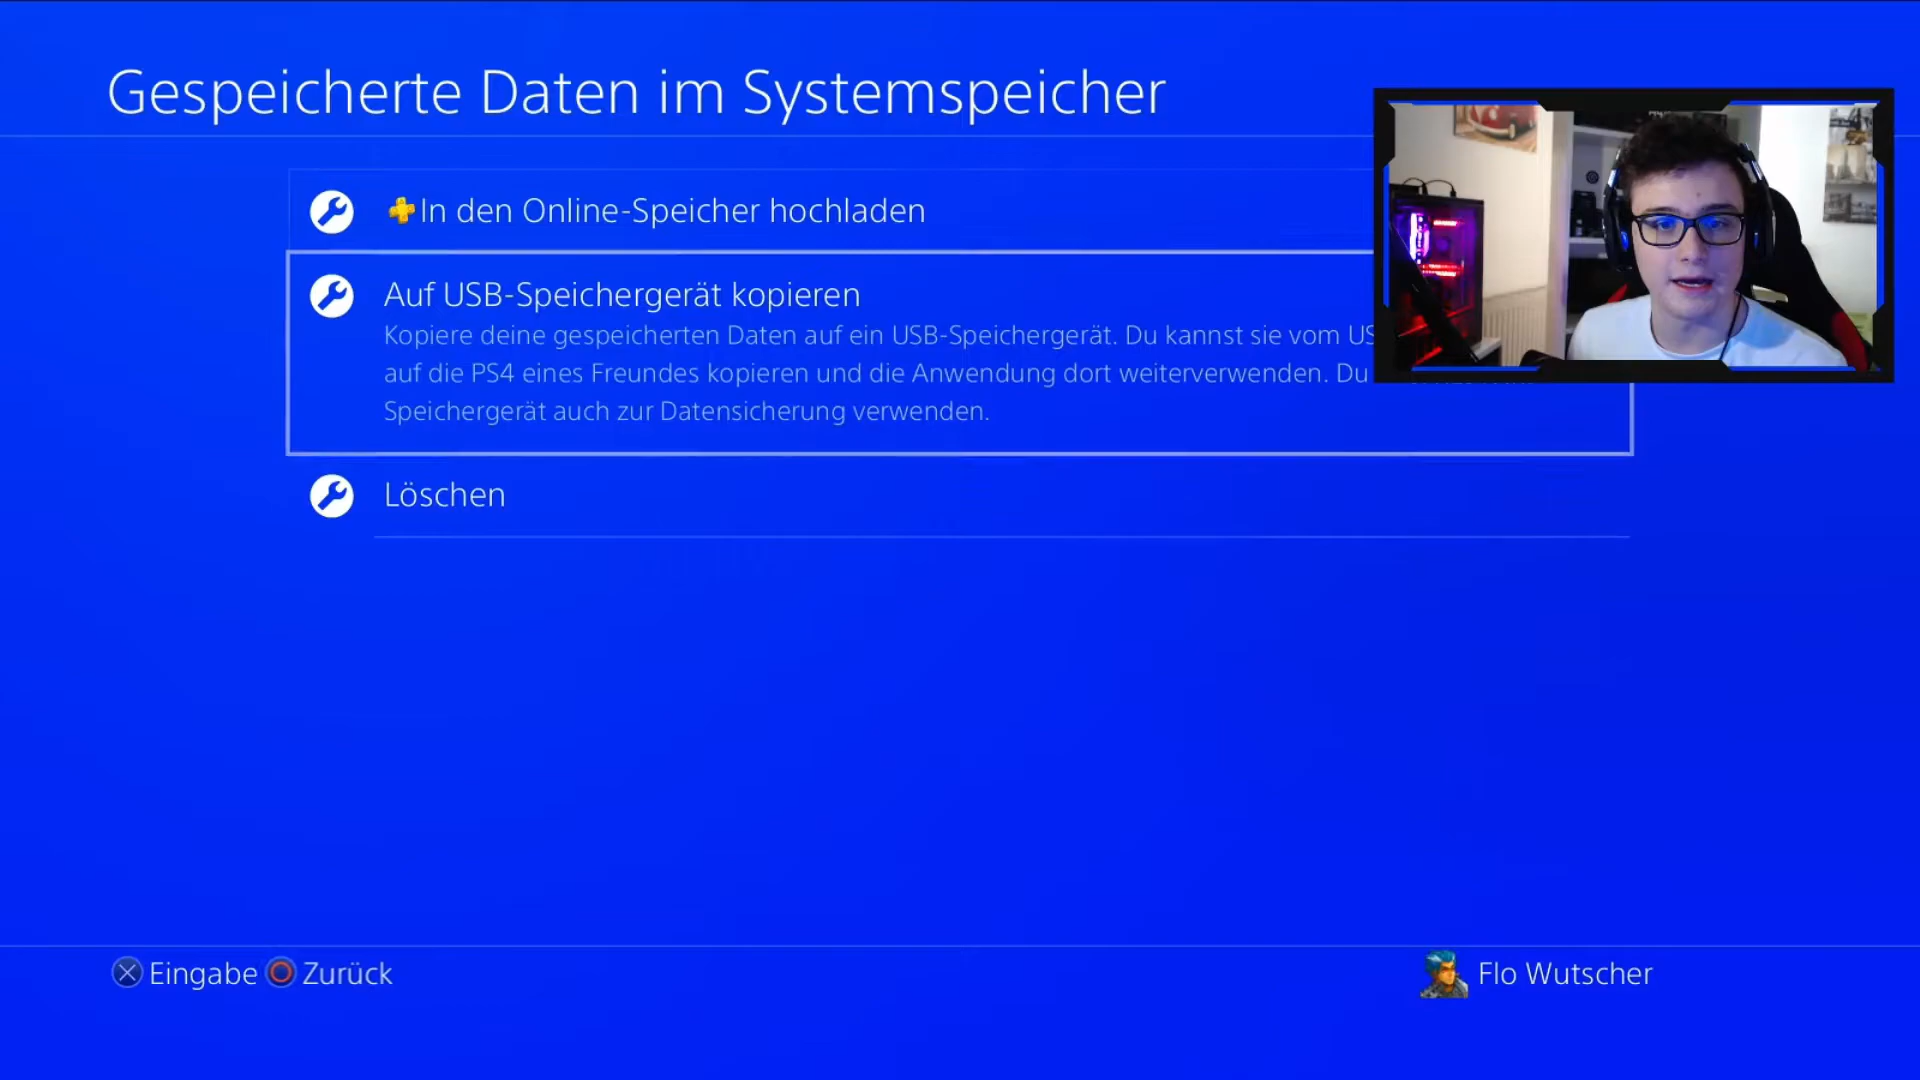 Gespeicherte Daten im Systemspeicher
In den Online-Speicher hochladen
Auf USB-Speichergerät kopieren
Kopiere deine gespeicherten Daten auf ein USB-Speichergerät. Du kannst sie vom
auf die PS4 eines Freundes kopieren und die Anwendung dort weiterverwenden. Du
Speichergerät auch zur Datensicherung verwenden.
Löschen
Eingabe Zurück
Flo Wutscher